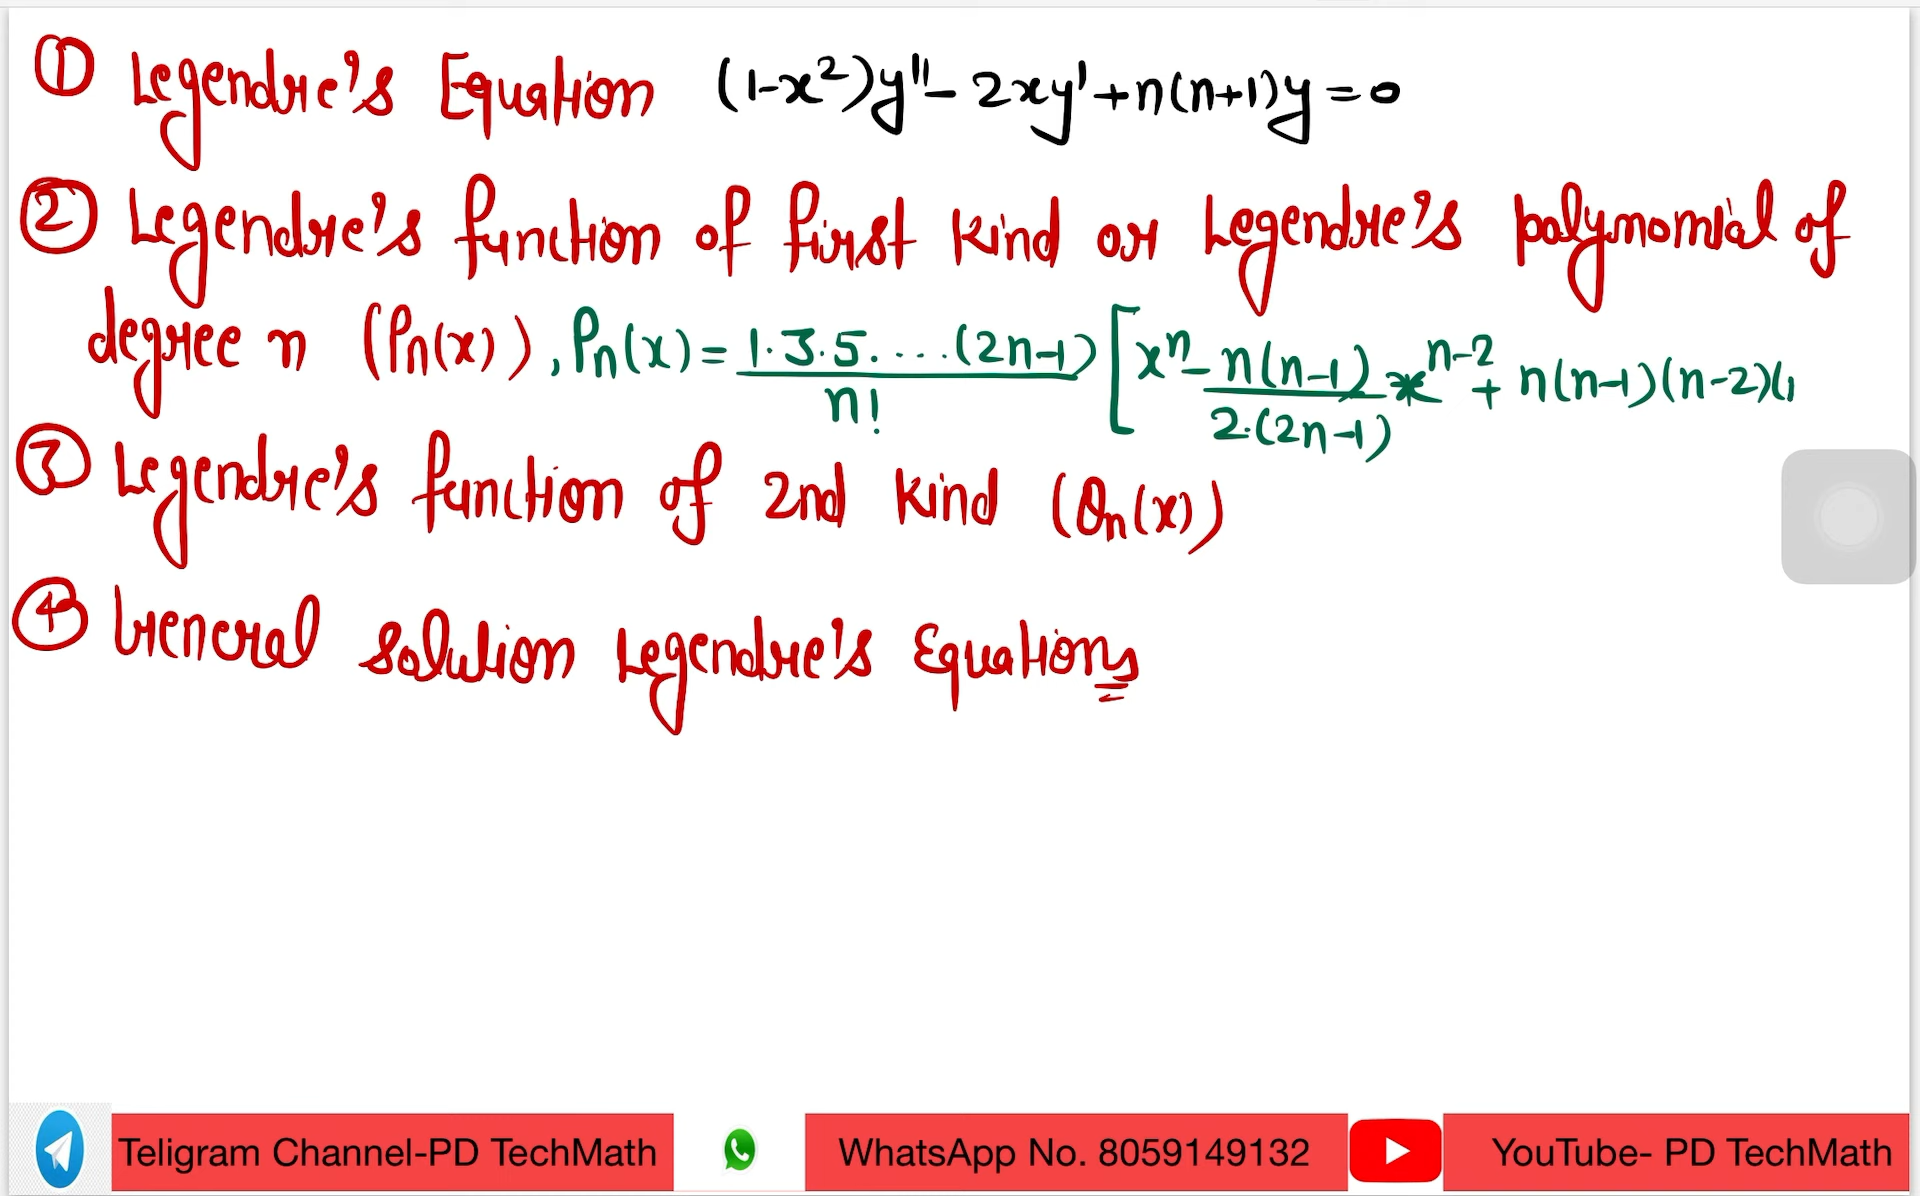 ① Legendre's Equation (1-x²)y'' - 2xy' + n(n+1)y = 0
② Legendre's function of first kind or Legendre's polynomial of
degree n (Pn(x)), Pn(x) = 1·3·5.....(2n-1)/n! [xⁿ - n(n-1)/2·(2n-1) xⁿ⁻² + n(n-1)(n-2)(
③ Legendre's function of 2nd kind (Qn(x))
④ General solution Legendre's Equations
Teligram Channel-PD TechMath WhatsApp No. 8059149132 YouTube- PD TechMath